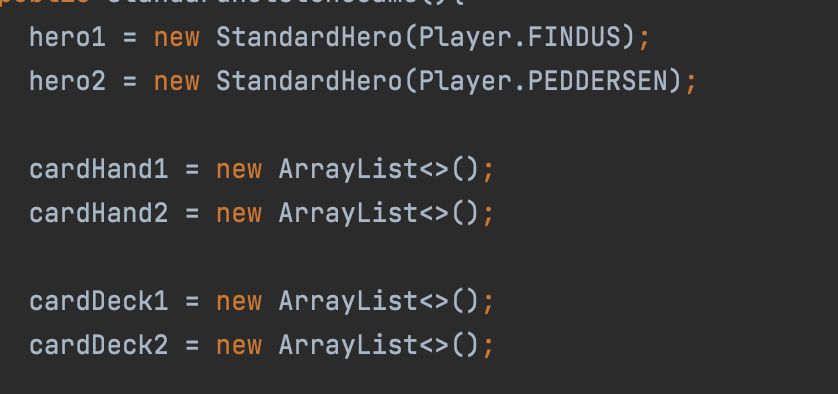 hero1 = new StandardHero(Player.FINDUS);
hero2 = new StandardHero(Player.PEDDERSEN);
cardHand1 = new ArrayList<>();
cardHand2 = new ArrayList<>();
cardDeck1 = new ArrayList<>();
cardDeck2 = new ArrayList<>();